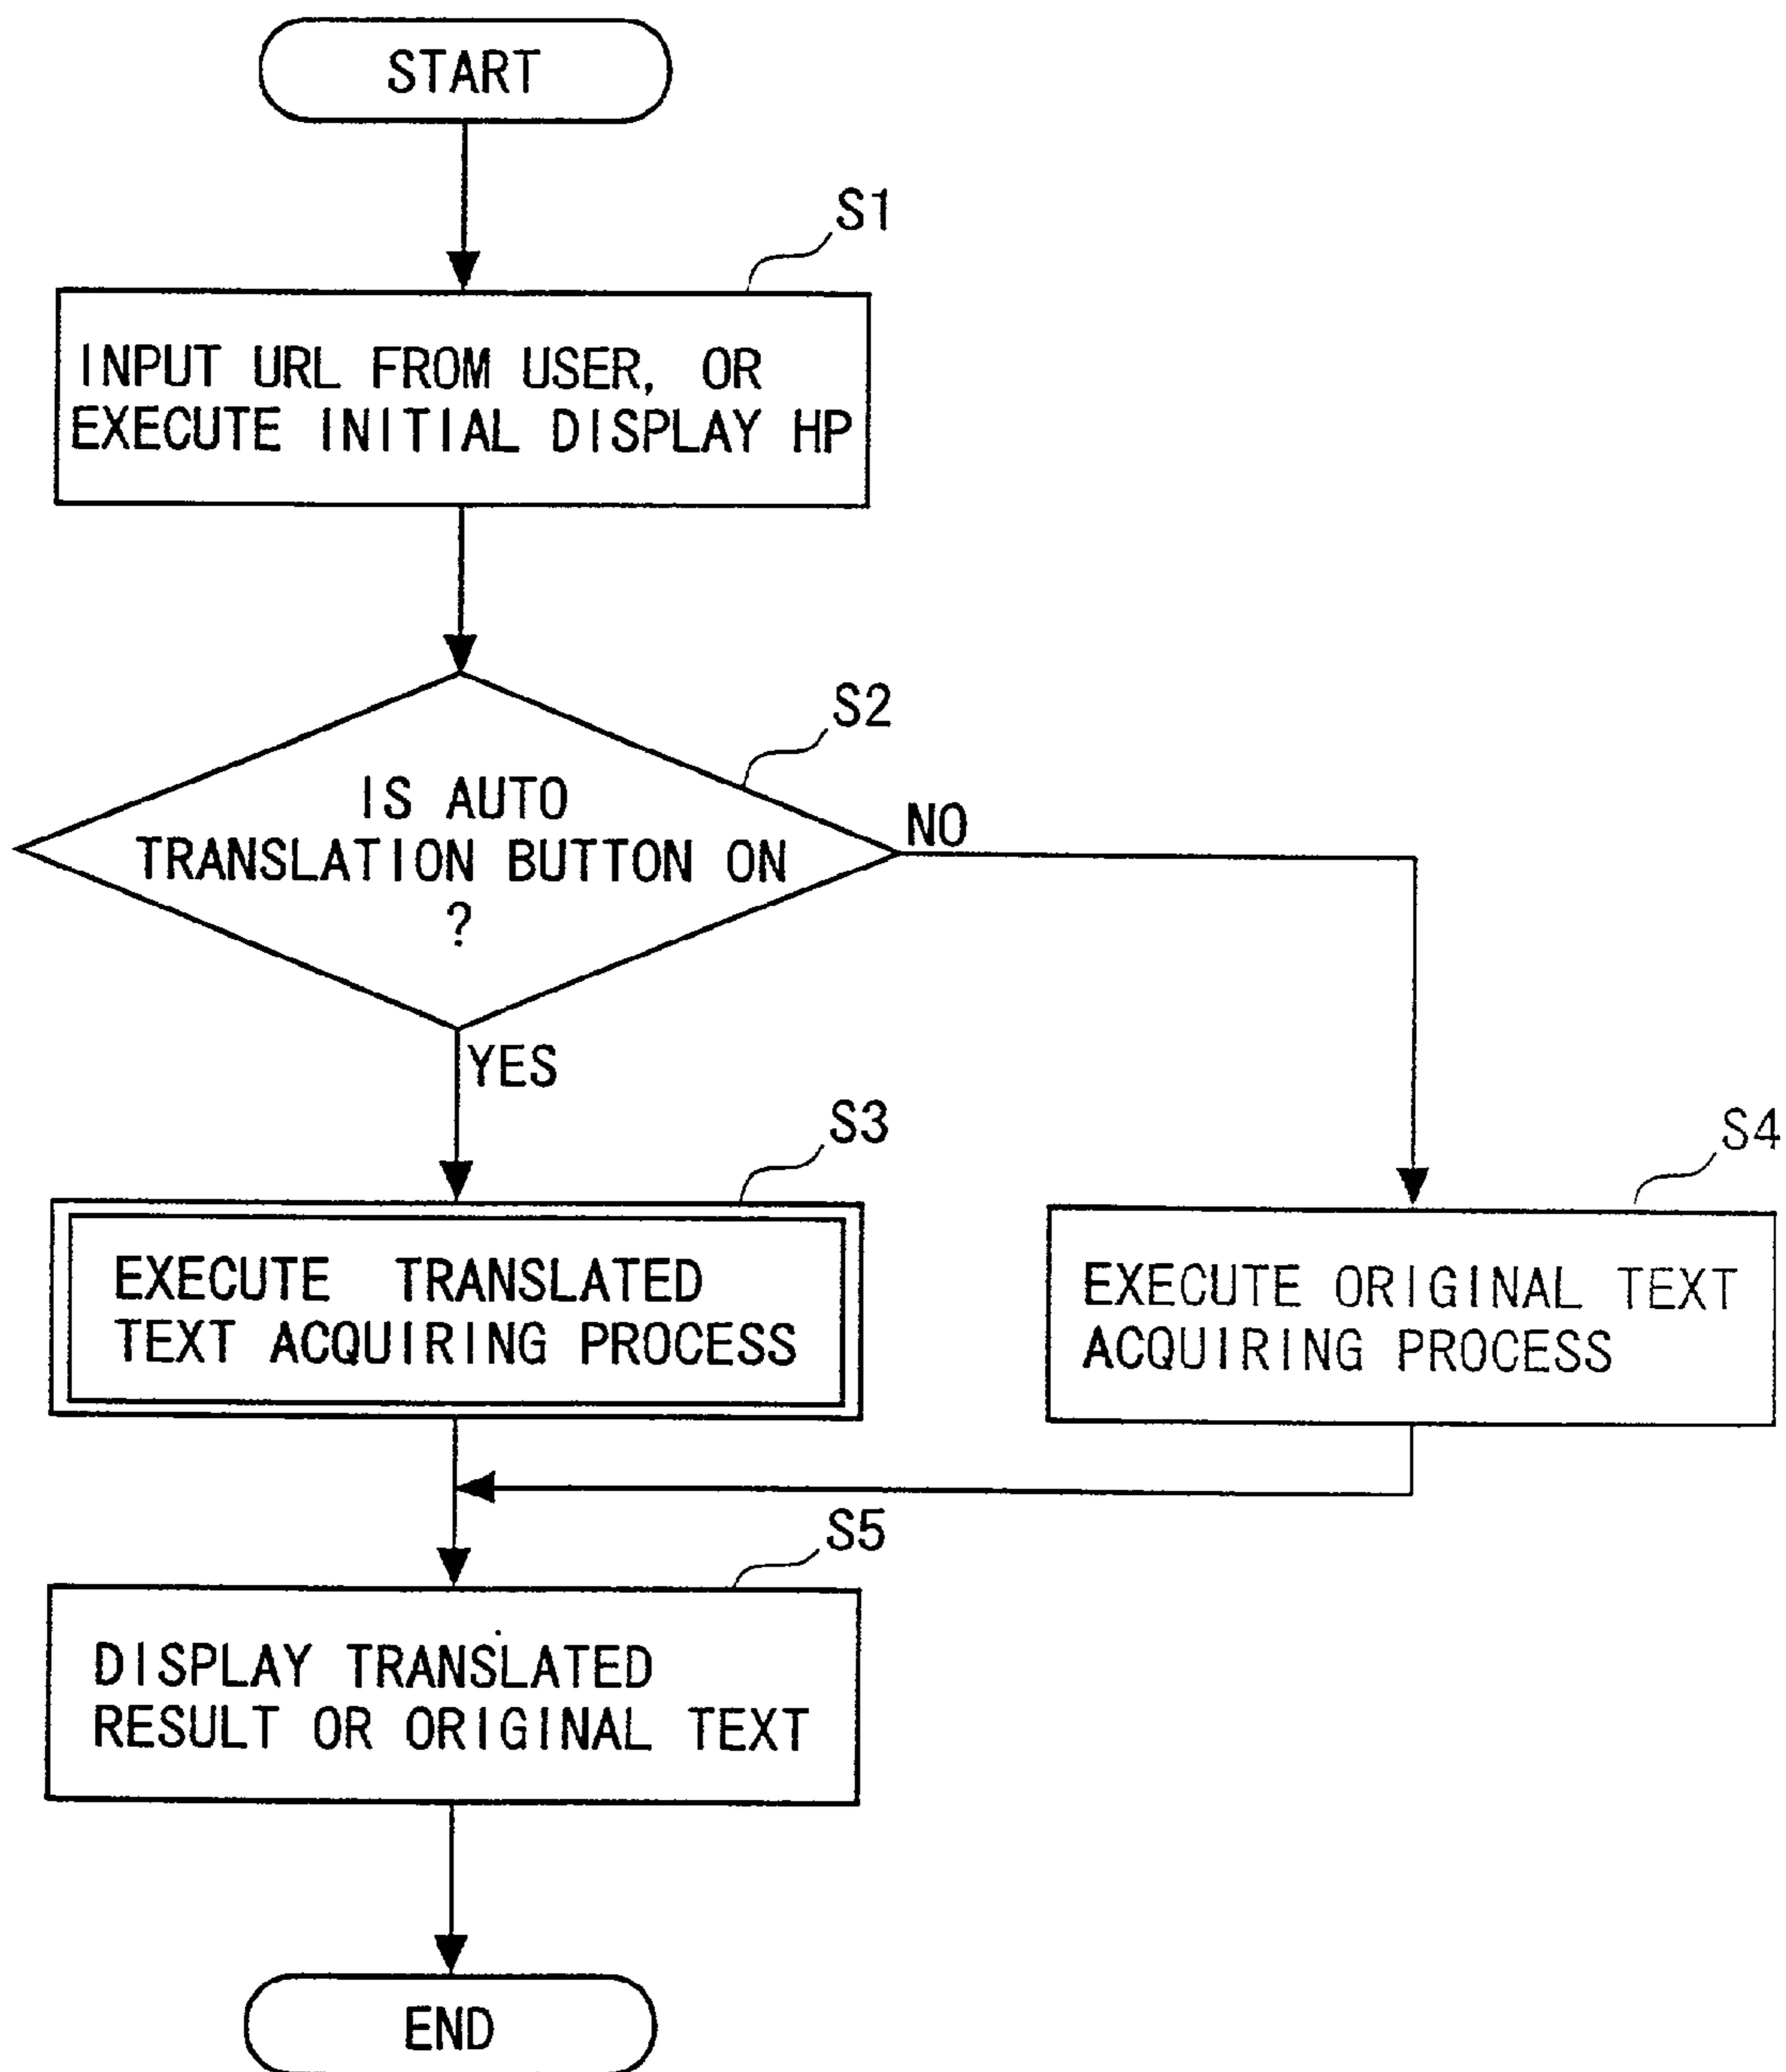 START
S1
INPUT URL FROM USER, OR
EXECUTE INITIAL DISPLAY HP
S2
IS AUTO
TRANSLATION BUTTON ON
?
NO
YES
S3
EXECUTE TRANSLATED
TEXT ACQUIRING PROCESS
S4
EXECUTE ORIGINAL TEXT
ACQUIRING PROCESS
S5
DISPLAY TRANSLATED
RESULT OR ORIGINAL TEXT
END